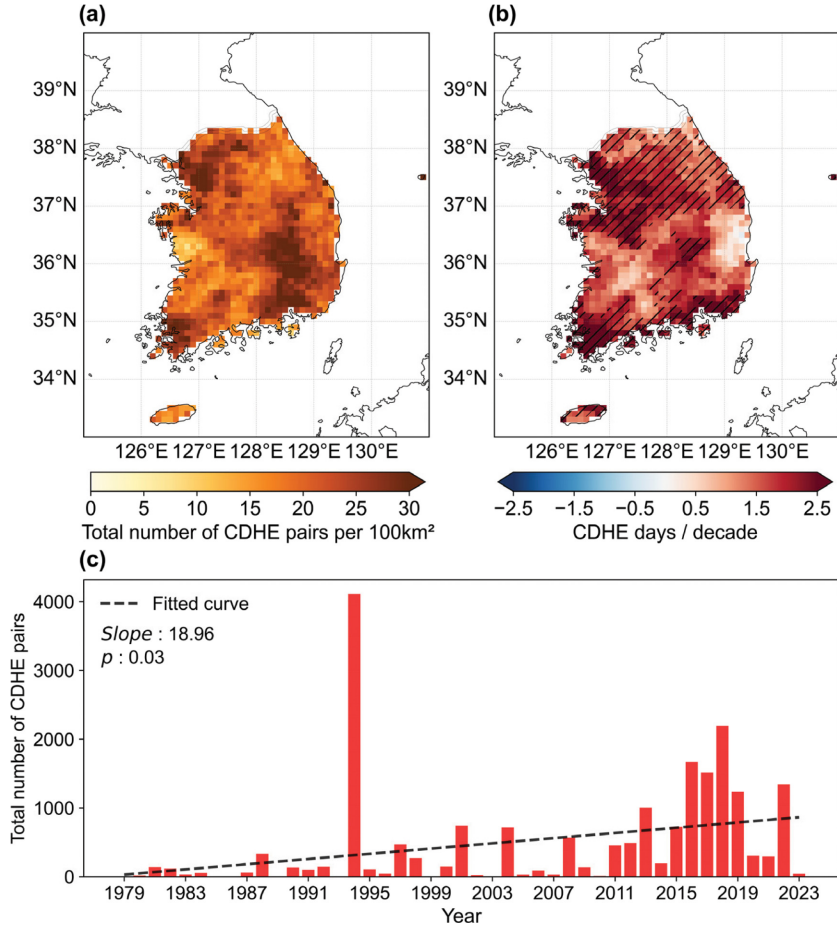 (a)
(b)
39°N
38°N
37°N
36°N
35°N
34°N
126°E 127°E 128°E 129°E 130°E
39°N
38°N
37°N
36°N
35°N
34°N
126°E 127°E 128°E 129°E 130°E
0 5 10 15 20 25 30
Total number of CDHE pairs per 100km²
−2.5 −1.5 −0.5 0.5 1.5 2.5
CDHE days / decade
(c)
Total number of CDHE pairs
4000
3000
2000
1000
0
Fitted curve
Slope : 18.96
p : 0.03
1979 1983 1987 1991 1995 1999 2003 2007 2011 2015 2019 2023
Year